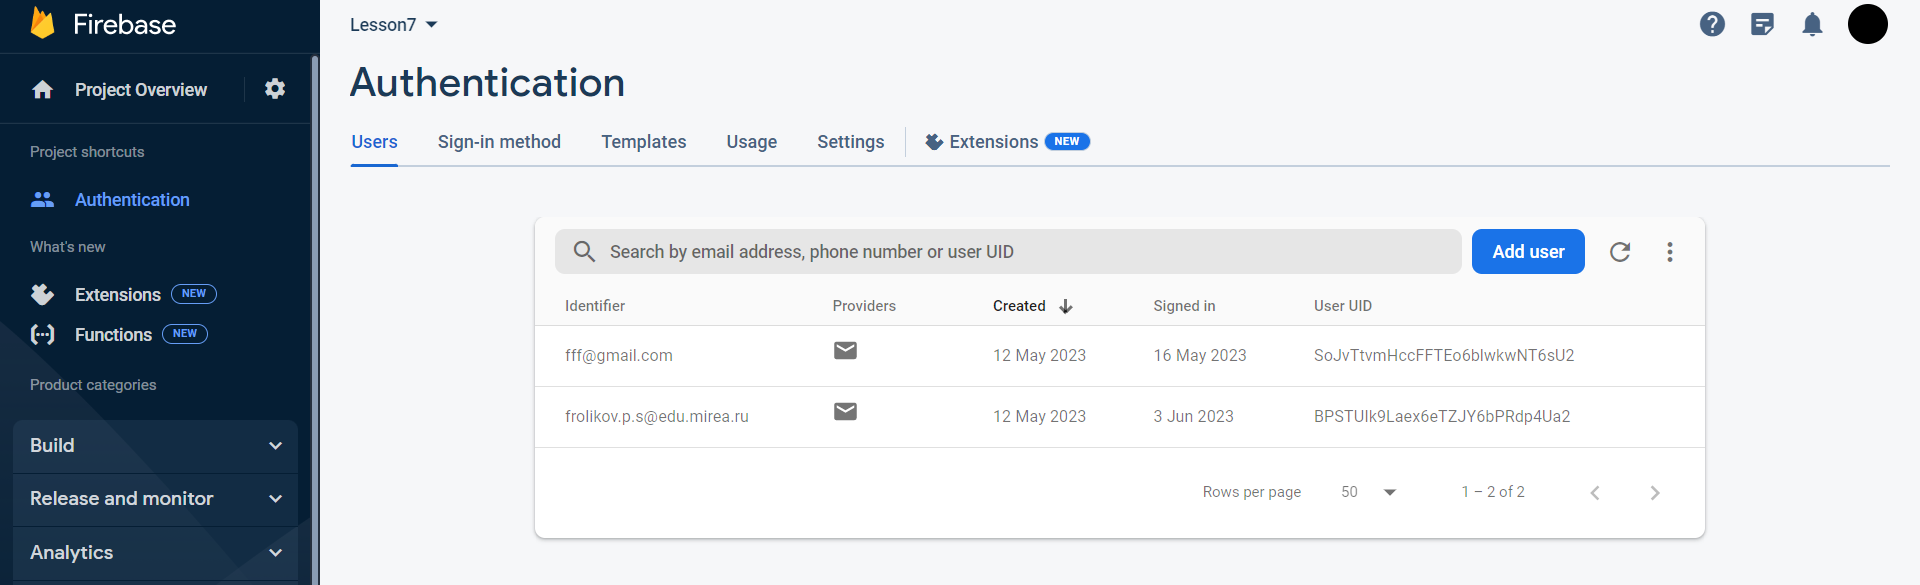 Firebase
Project Overview
Project shortcuts
Authentication
What's new
Extensions NEW
Functions NEW
Product categories
Build
Release and monitor
Analytics
Lesson7
Authentication
Users Sign-in method Templates Usage Settings Extensions NEW
Search by email address, phone number or user UID Add user
Identifier Providers Created Signed in User UID
fff@gmail.com 12 May 2023 16 May 2023 SoJvTtvmHccFFTEo6blwkwNT6sU2
frolikov.p.s@edu.mirea.ru 12 May 2023 3 Jun 2023 BPSTUlk9Laex6eTZJY6bPRdp4Ua2
Rows per page 50 1 – 2 of 2